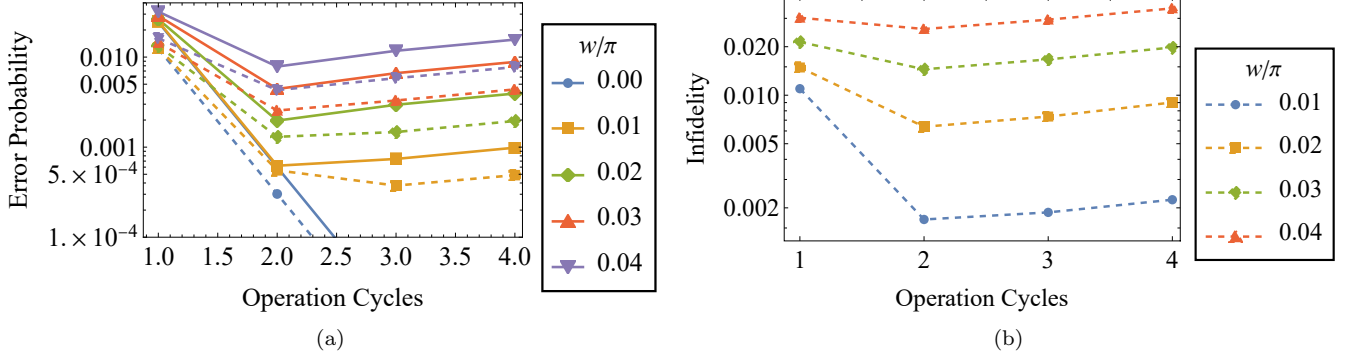 Error Probability
0.010
0.005
0.001
5. × 10⁻⁴
1. × 10⁻⁴
1.0 1.5 2.0 2.5 3.0 3.5 4.0
Operation Cycles
w/π
0.00
0.01
0.02
0.03
0.04
(a)
Infidelity
0.020
0.010
0.005
0.002
1 2 3 4
Operation Cycles
w/π
0.01
0.02
0.03
0.04
(b)